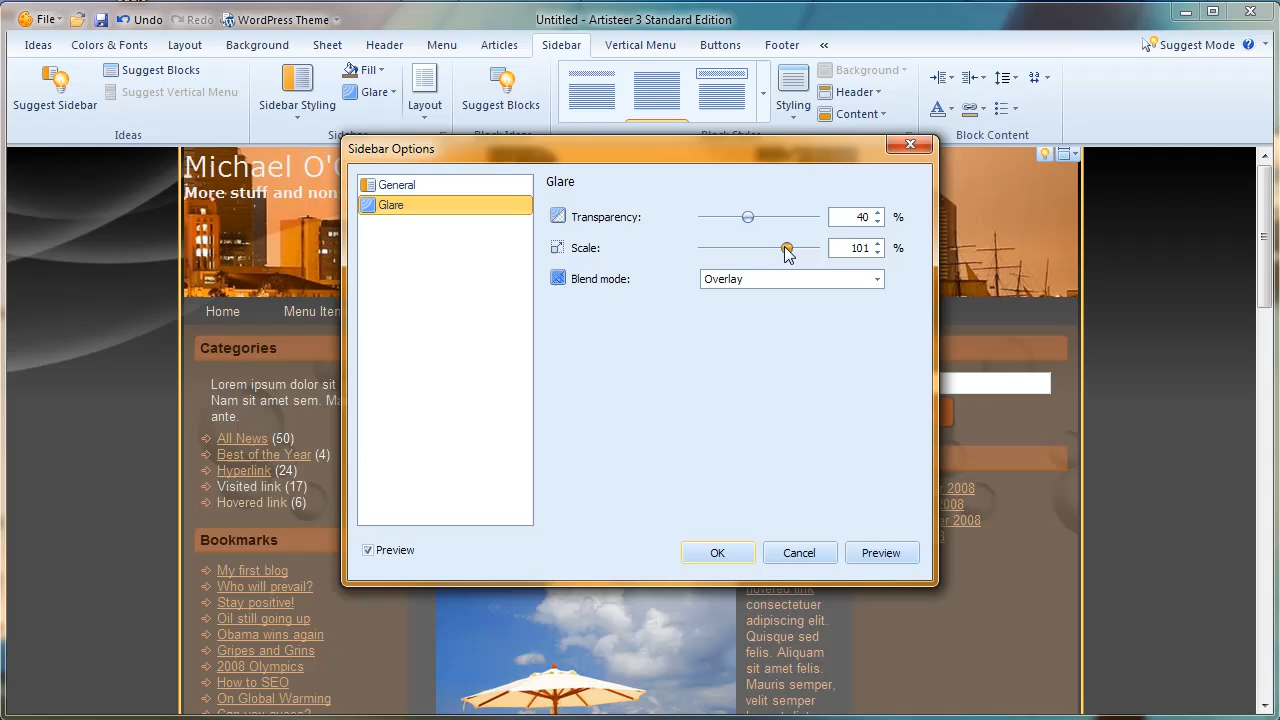 File
Undo
Redo
WordPress Theme
Untitled - Artisteer 3 Standard Edition
Ideas
Colors & Fonts
Layout
Background
Sheet
Header
Menu
Articles
Sidebar
Vertical Menu
Buttons
Footer
Suggest Mode
Suggest Sidebar
Suggest Blocks
Suggest Vertical Menu
Ideas
Sidebar Styling
Fill
Glare
Layout
Suggest Blocks
Styling
Background
Header
Content
Block Content
Sidebar Options
General
Glare
Glare
Transparency:
40
%
Scale:
101
%
Blend mode:
Overlay
Preview
OK
Cancel
Preview
Michael O'
More stuff and non
Home
Menu Item
Categories
Lorem ipsum dolor sit
Nam sit amet sem. M
ante.
All News (50)
Best of the Year (4)
Hyperlink (24)
Visited link (17)
Hovered link (6)
Bookmarks
My first blog
Who will prevail?
Stay positive!
Oil still going up
Obama wins again
Gripes and Grins
2008 Olympics
How to SEO
On Global Warming
2008
2008
2008
hovered link
consectetuer
adipiscing elit.
Quisque sed
felis. Aliquam
sit amet felis.
Mauris semper,
velit semper